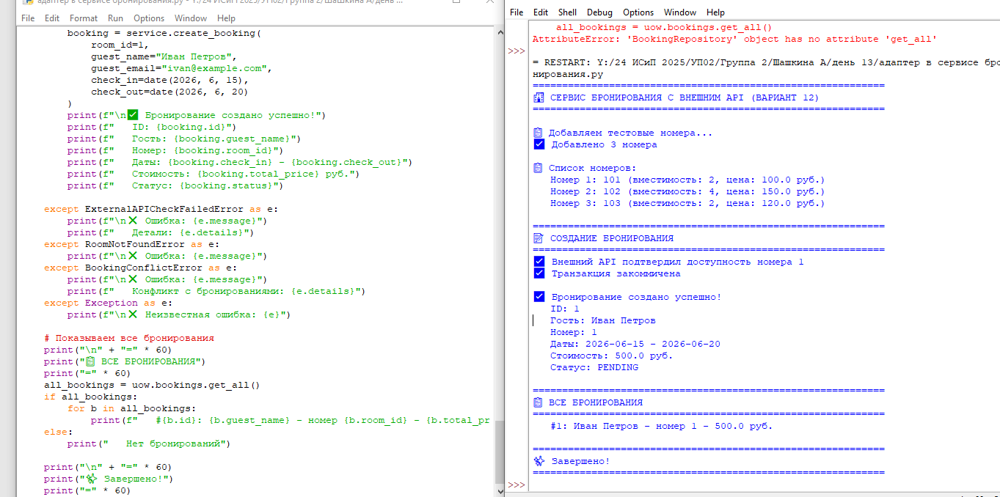 адаптер в сервисе бронирования.py - Y:/24 ИСиП 2025/УП02/Группа 2/Шашкина А/день ...
File Edit Format Run Options Window Help
booking = service.create_booking(
room_id=1,
guest_name="Иван Петров",
guest_email="ivan@example.com",
check_in=date(2026, 6, 15),
check_out=date(2026, 6, 20)
)
print(f"\n✅ Бронирование создано успешно!")
print(f"   ID: {booking.id}")
print(f"   Гость: {booking.guest_name}")
print(f"   Номер: {booking.room_id}")
print(f"   Даты: {booking.check_in} - {booking.check_out}")
print(f"   Стоимость: {booking.total_price} руб.")
print(f"   Статус: {booking.status}")
except ExternalAPICheckFailedError as e:
print(f"\n❌ Ошибка: {e.message}")
print(f"   Детали: {e.details}")
except RoomNotFoundError as e:
print(f"\n❌ Ошибка: {e.message}")
except BookingConflictError as e:
print(f"\n❌ Ошибка: {e.message}")
print(f"   Конфликт с бронированиями: {e.details}")
except Exception as e:
print(f"\n❌ Неизвестная ошибка: {e}")
# Показываем все бронирования
print("\n" + "=" * 60)
print("📋 ВСЕ БРОНИРОВАНИЯ")
print("=" * 60)
all_bookings = uow.bookings.get_all()
if all_bookings:
for b in all_bookings:
print(f"   #{b.id}: {b.guest_name} - номер {b.room_id} - {b.total_pr
else:
print("   Нет бронирований")
print("\n" + "=" * 60)
print("✨ Завершено!")
print("=" * 60)
File Edit Shell Debug Options Window Help
all_bookings = uow.bookings.get_all()
AttributeError: 'BookingRepository' object has no attribute 'get_all'
>>>
= RESTART: Y:/24 ИСиП 2025/УП02/Группа 2/Шашкина А/день 13/адаптер в сервисе бро
нирования.py
============================================================
🏨 СЕРВИС БРОНИРОВАНИЯ С ВНЕШНИМ API (ВАРИАНТ 12)
============================================================
📋 Добавляем тестовые номера...
✅ Добавлено 3 номера
📋 Список номеров:
Номер 1: 101 (вместимость: 2, цена: 100.0 руб.)
Номер 2: 102 (вместимость: 4, цена: 150.0 руб.)
Номер 3: 103 (вместимость: 2, цена: 120.0 руб.)
============================================================
📝 СОЗДАНИЕ БРОНИРОВАНИЯ
============================================================
✅ Внешний API подтвердил доступность номера 1
✅ Транзакция закоммичена
✅ Бронирование создано успешно!
ID: 1
Гость: Иван Петров
Номер: 1
Даты: 2026-06-15 - 2026-06-20
Стоимость: 500.0 руб.
Статус: PENDING
============================================================
📋 ВСЕ БРОНИРОВАНИЯ
============================================================
#1: Иван Петров - номер 1 - 500.0 руб.
============================================================
✨ Завершено!
============================================================
>>>